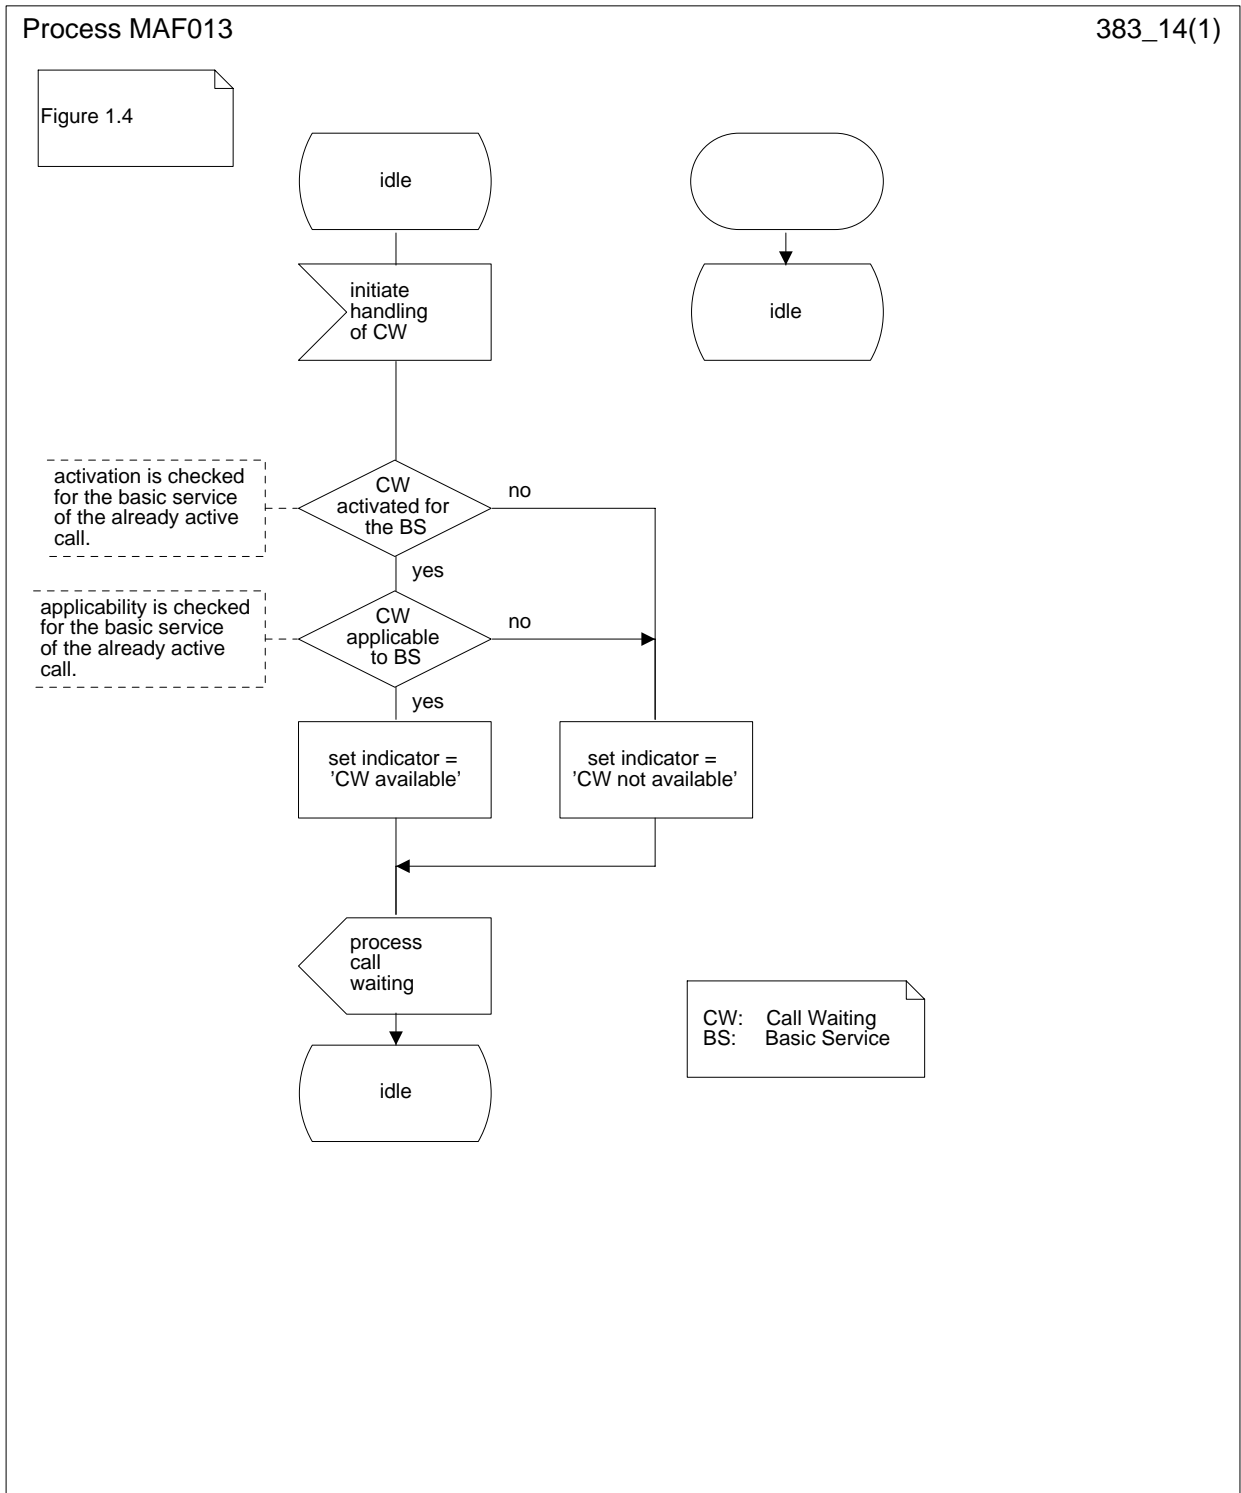 Process MAF013
383_14(1)
Figure 1.4
idle
initiate
handling
of CW
idle
activation is checked
for the basic service
of the already active
call.
CW
activated for
the BS
no
yes
applicability is checked
for the basic service
of the already active
call.
CW
applicable
to BS
no
yes
set indicator =
’CW available’
set indicator =
’CW not available’
process
call
waiting
CW: Call Waiting
BS: Basic Service
idle